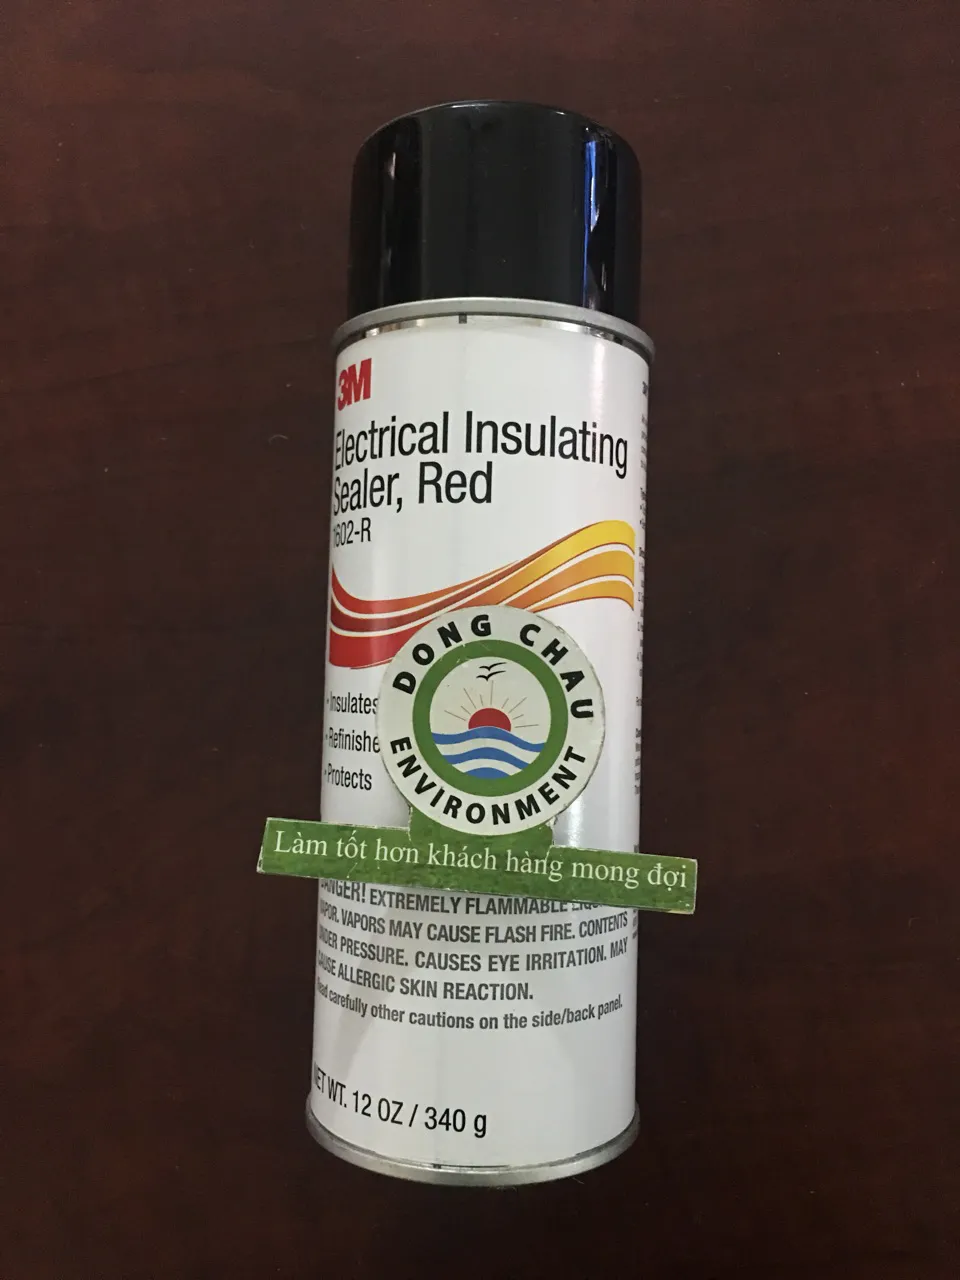 3M
Electrical Insulating
Sealer, Red
1602-R
DONG CHAU
ENVIRONMENT
• Insulates
• Refinishe
• Protects
Làm tốt hơn khách hàng mong đợi
DANGER! EXTREMELY FLAMMABLE
VAPOR. VAPORS MAY CAUSE FLASH FIRE. CONTENTS
UNDER PRESSURE. CAUSES EYE IRRITATION. MAY
CAUSE ALLERGIC SKIN REACTION.
Read carefully other cautions on the side/back panel.
NET WT. 12 OZ / 340 g